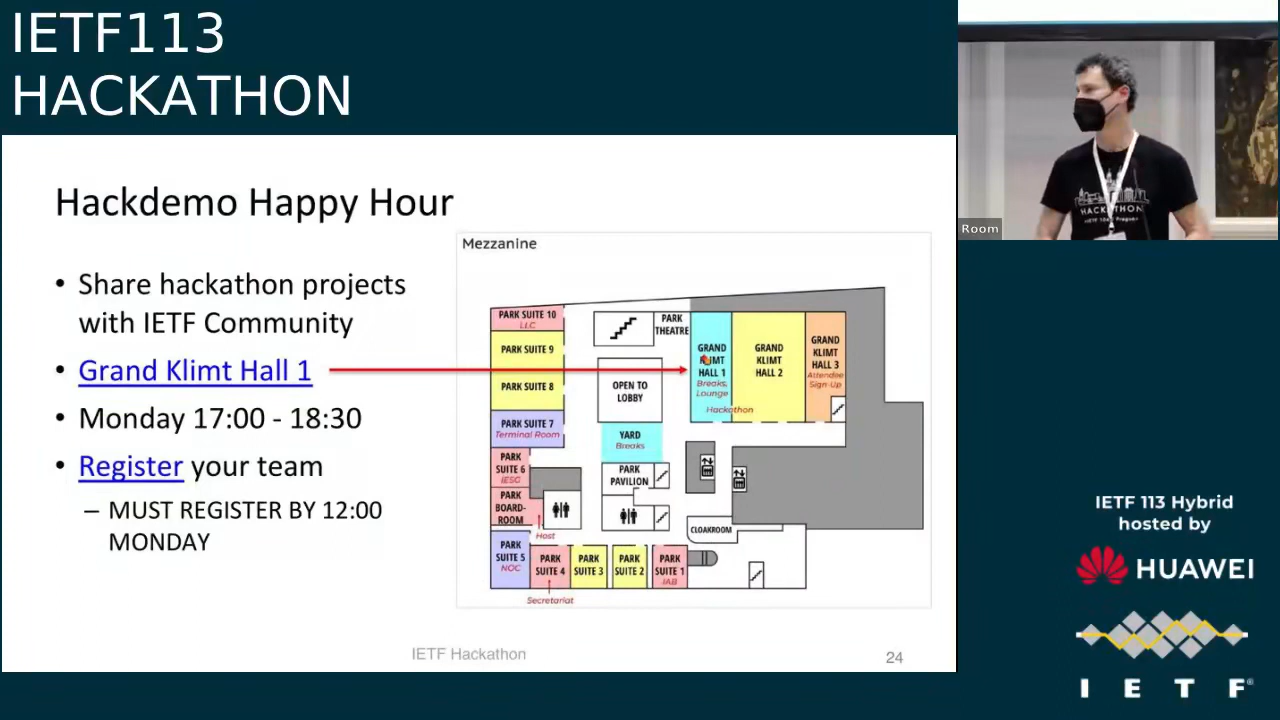 IETF113
HACKATHON
Room
HACKATHON
Hackdemo Happy Hour
• Share hackathon projects
with IETF Community
• Grand Klimt Hall 1
• Monday 17:00 - 18:30
• Register your team
– MUST REGISTER BY 12:00
MONDAY
Mezzanine
PARK SUITE 10
LLC
PARK SUITE 9
PARK SUITE 8
PARK SUITE 7
Terminal Room
PARK
SUITE 6
IESG
PARK
BOARD-
ROOM
Host
PARK
SUITE 5
NOC
PARK
SUITE 4
Secretariat
PARK
SUITE 3
PARK
SUITE 2
PARK
SUITE 1
IAB
PARK
THEATRE
OPEN TO
LOBBY
YARD
Breaks
PARK
PAVILION
CLOAKROOM
GRAND
KLIMT
HALL 1
Breaks,
Lounge
Hackathon
GRAND
KLIMT
HALL 2
GRAND
KLIMT
HALL 3
Attendee
Sign-Up
IETF Hackathon
24
IETF 113 Hybrid
hosted by
HUAWEI
I E T F®